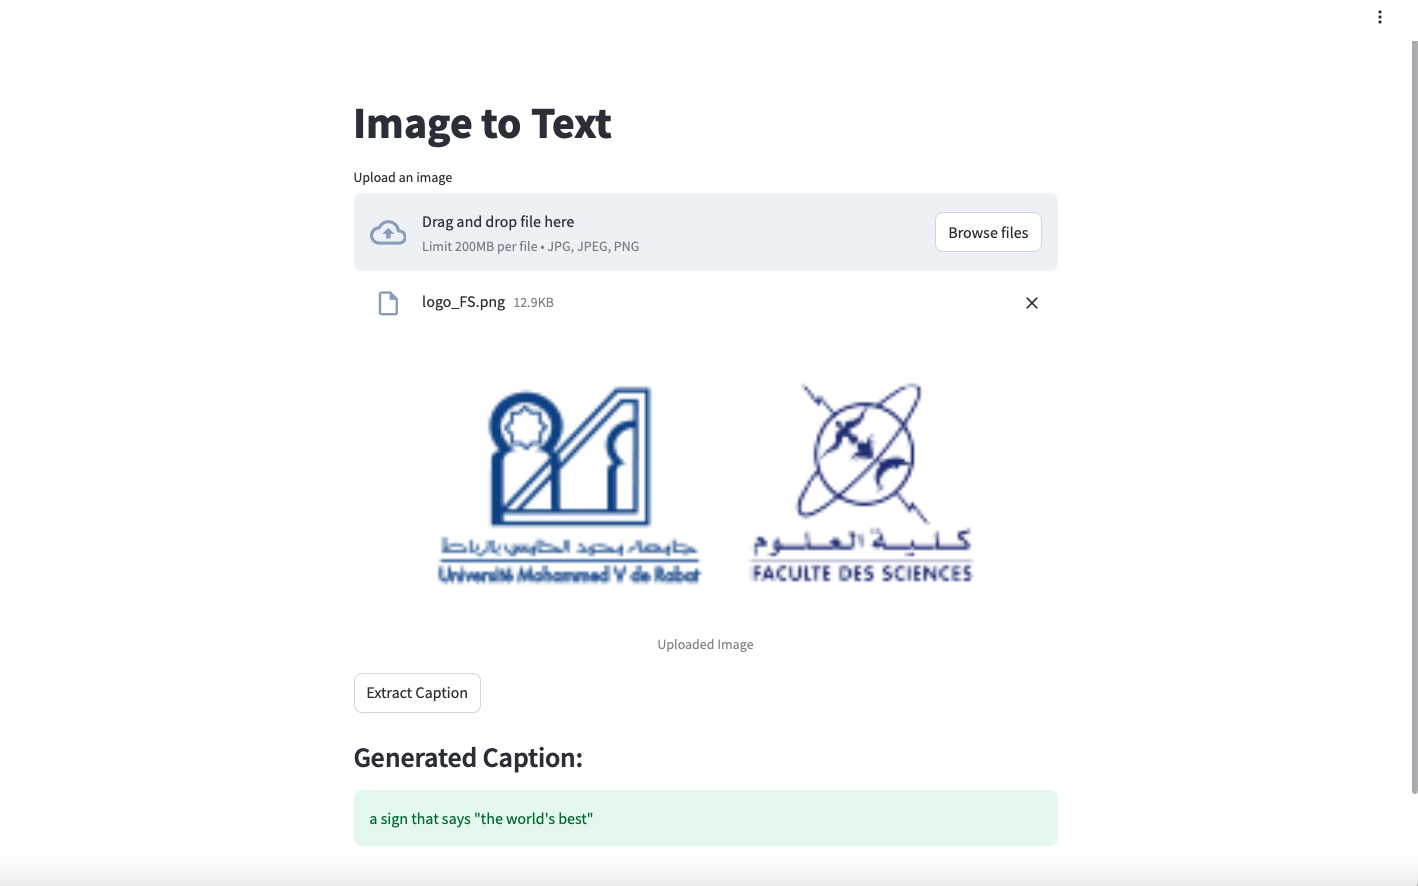 Image to Text
Upload an image
Drag and drop file here
Limit 200MB per file • JPG, JPEG, PNG
Browse files
logo_FS.png 12.9KB
جامعة محمد الخامس بالرباط
Université Mohammed V de Rabat
كلية العلوم
FACULTE DES SCIENCES
Uploaded Image
Extract Caption
Generated Caption:
a sign that says "the world's best"